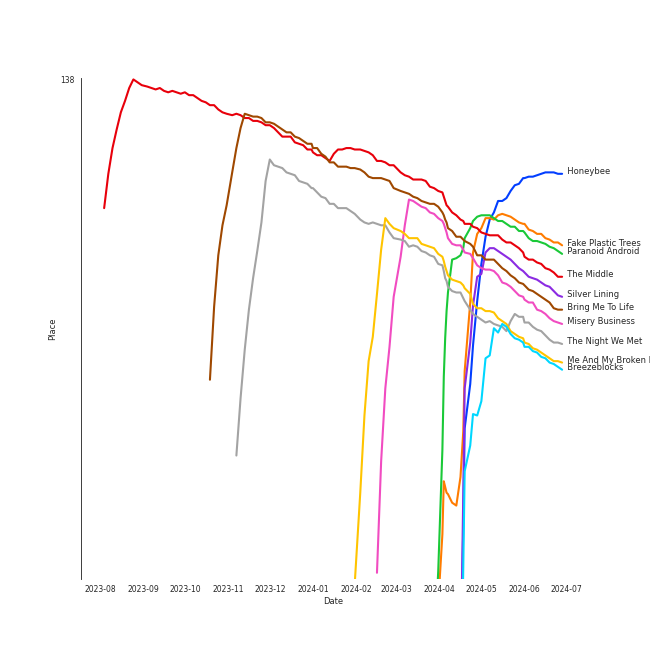 138
Honeybee
Fake Plastic Trees
Paranoid Android
The Middle
Silver Lining
Bring Me To Life
Misery Business
The Night We Met
Me And My Broken
Breezeblocks
Place
2023-08 2023-09 2023-10 2023-11 2023-12 2024-01 2024-02 2024-03 2024-04 2024-05 2024-06 2024-07
Date